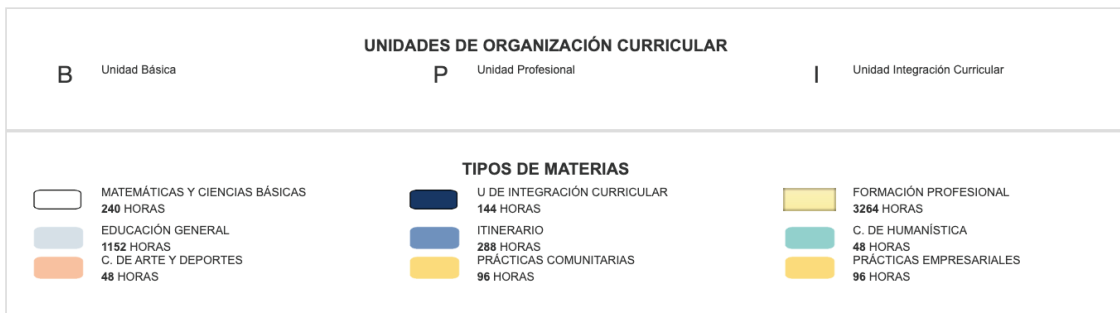 UNIDADES DE ORGANIZACIÓN CURRICULAR
B Unidad Básica P Unidad Profesional I Unidad Integración Curricular
TIPOS DE MATERIAS
MATEMÁTICAS Y CIENCIAS BÁSICAS
240 HORAS
U DE INTEGRACIÓN CURRICULAR
144 HORAS
FORMACIÓN PROFESIONAL
3264 HORAS
EDUCACIÓN GENERAL
1152 HORAS
ITINERARIO
288 HORAS
C. DE HUMANÍSTICA
48 HORAS
C. DE ARTE Y DEPORTES
48 HORAS
PRÁCTICAS COMUNITARIAS
96 HORAS
PRÁCTICAS EMPRESARIALES
96 HORAS